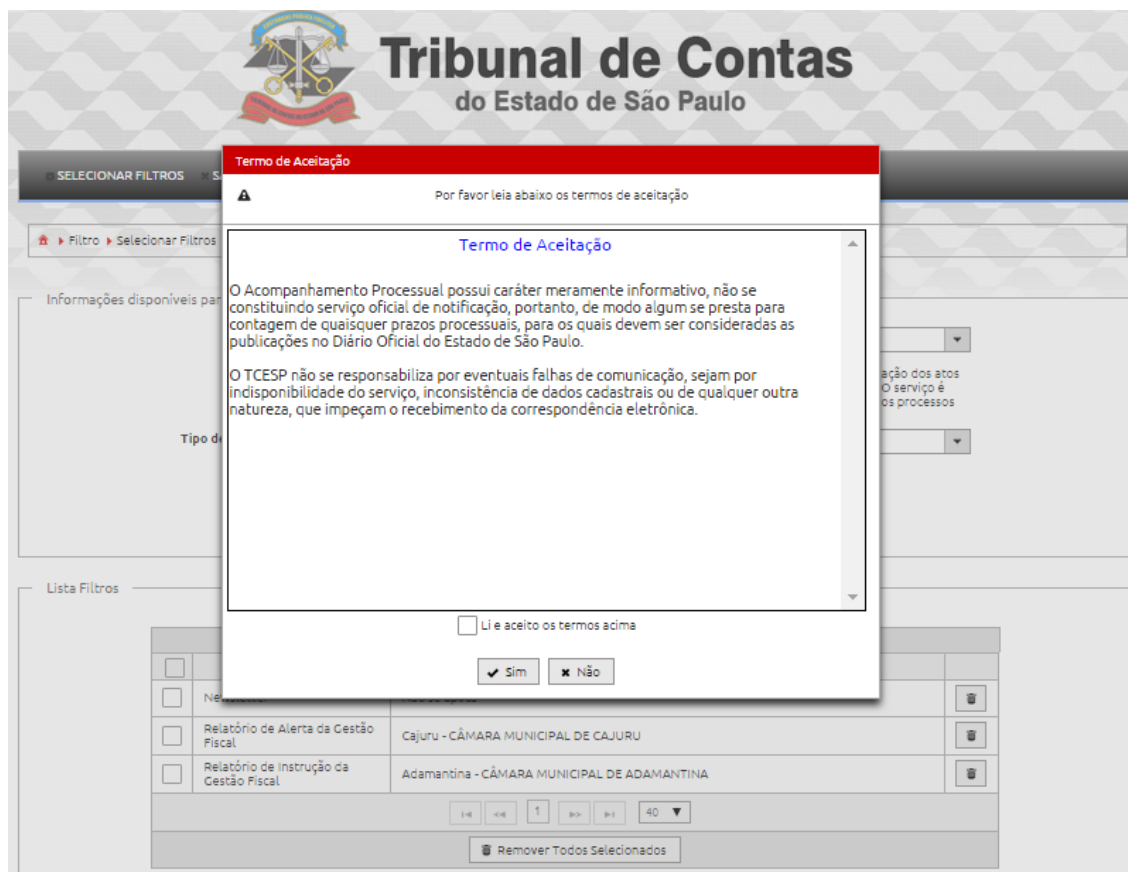 Tribunal de Contas
do Estado de São Paulo
SELECIONAR FILTROS
Termo de Aceitação
Por favor leia abaixo os termos de aceitação
Filtro Selecionar Filtros
Termo de Aceitação
O Acompanhamento Processual possui caráter meramente informativo, não se
constituindo serviço oficial de notificação, portanto, de modo algum se presta para
contagem de quaisquer prazos processuais, para os quais devem ser consideradas as
publicações no Diário Oficial do Estado de São Paulo.
O TCESP não se responsabiliza por eventuais falhas de comunicação, sejam por
indisponibilidade do serviço, inconsistência de dados cadastrais ou de qualquer outra
natureza, que impeçam o recebimento da correspondência eletrônica.
Informações disponíveis par
ação dos atos
O serviço é
os processos
Tipo de
Lista Filtros
Li e aceito os termos acima
Sim Não
Relatório de Alerta da Gestão
Fiscal
Cajuru - CÂMARA MUNICIPAL DE CAJURU
Relatório de Instrução da
Gestão Fiscal
Adamantina - CÂMARA MUNICIPAL DE ADAMANTINA
1 40
Remover Todos Selecionados